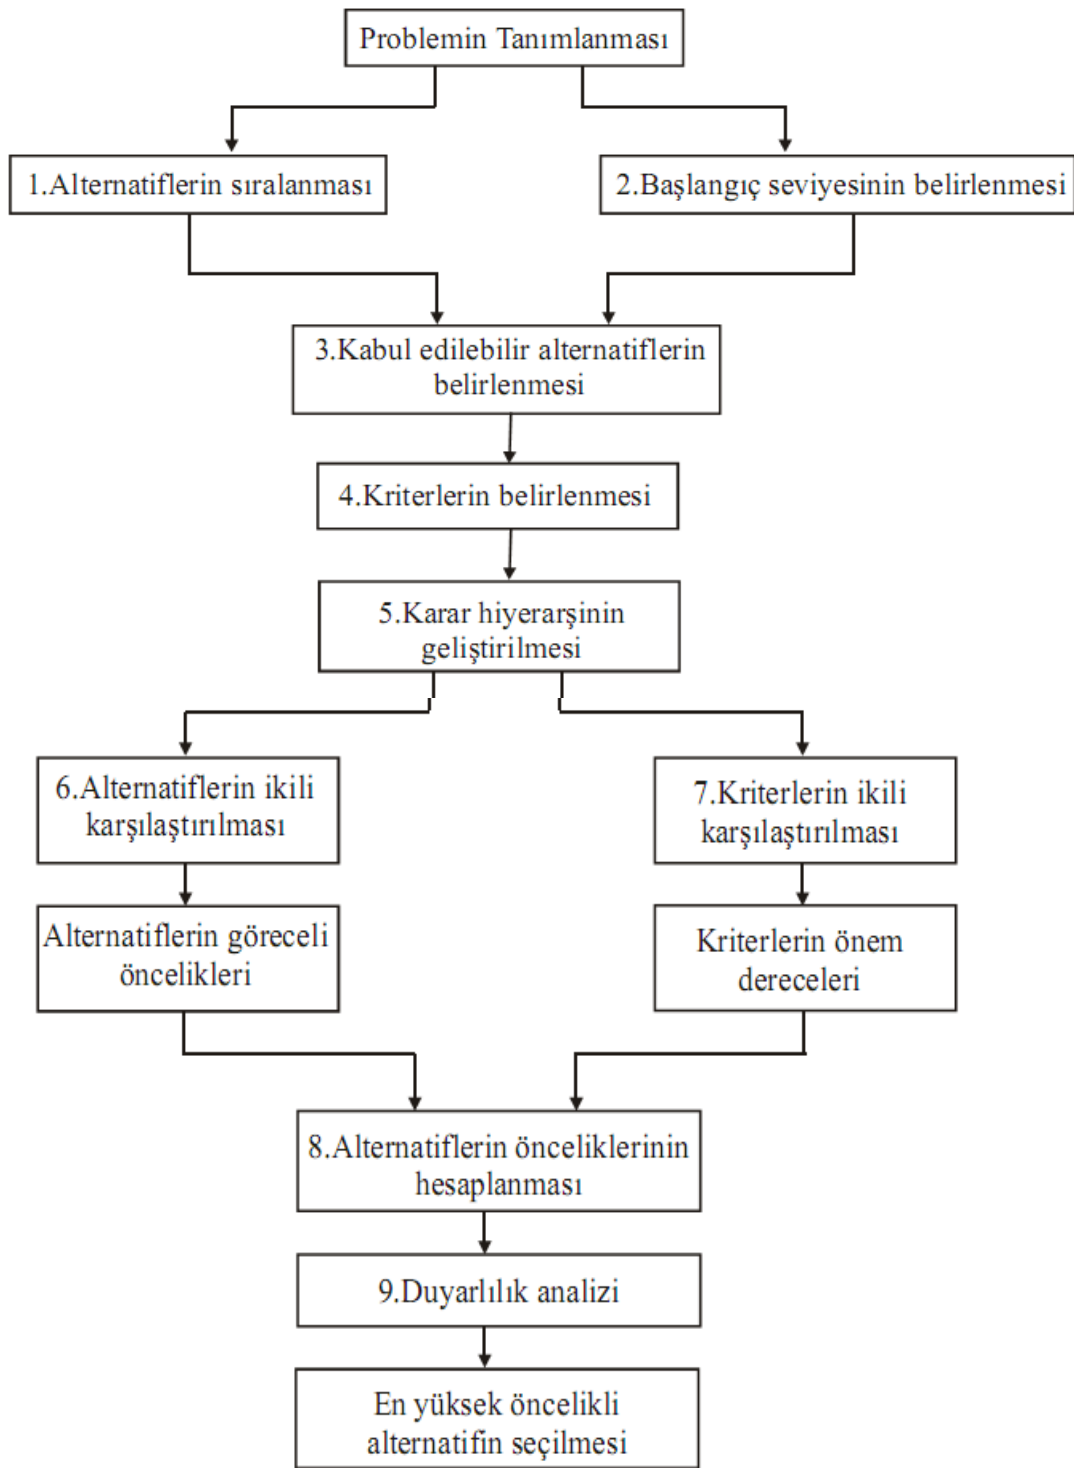 Problemin Tanımlanması
1.Alternatiflerin sıralanması
2.Başlangıç seviyesinin belirlenmesi
3.Kabul edilebilir alternatiflerin
belirlenmesi
4.Kriterlerin belirlenmesi
5.Karar hiyerarşinin
geliştirilmesi
6.Alternatiflerin ikili
karşılaştırılması
7.Kriterlerin ikili
karşılaştırılması
Alternatiflerin göreceli
öncelikleri
Kriterlerin önem
dereceleri
8.Alternatiflerin önceliklerinin
hesaplanması
9.Duyarlılık analizi
En yüksek öncelikli
alternatifin seçilmesi